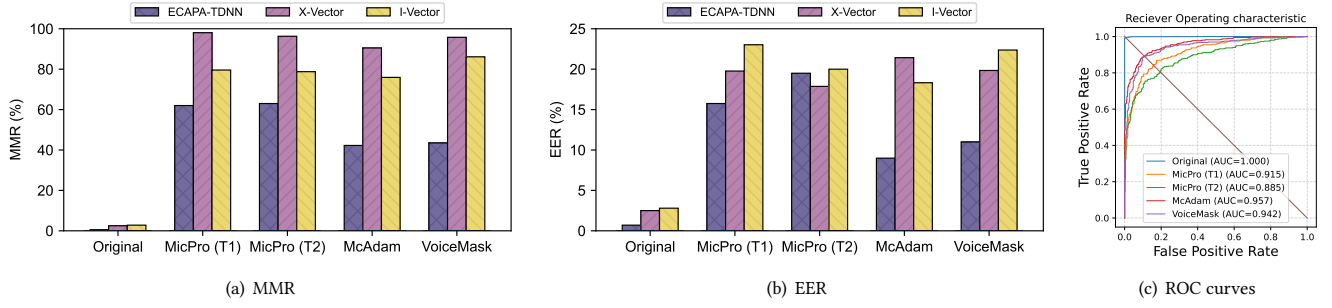 ECAPA-TDNN X-Vector I-Vector
100
80
60
40
20
0
MMR (%)
Original MicPro (T1) MicPro (T2) McAdam VoiceMask
(a) MMR
ECAPA-TDNN X-Vector I-Vector
25
20
15
10
5
0
EER (%)
Original MicPro (T1) MicPro (T2) McAdam VoiceMask
(b) EER
Reciever Operating characteristic
1.0
0.8
0.6
0.4
0.2
0.0
True Positive Rate
Original (AUC=1.000)
MicPro (T1) (AUC=0.915)
MicPro (T2) (AUC=0.885)
McAdam (AUC=0.957)
VoiceMask (AUC=0.942)
0.0 0.2 0.4 0.6 0.8 1.0
False Positive Rate
(c) ROC curves